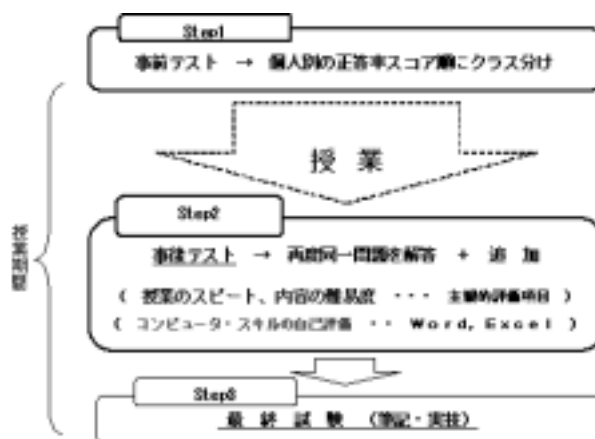 Step1
事前テスト → 個人別の正答率スコア順にクラス分け
授 業
Step2
事後テスト → 再度同一問題を解答 + 追 加
( 授業のスピード、内容の難易度 ・・・ 主観的評価項目 )
( コンピュータ・スキルの自己評価 ・・ Word, Excel )
Step3
最 終 試 験 (筆記・実技)
授業期間